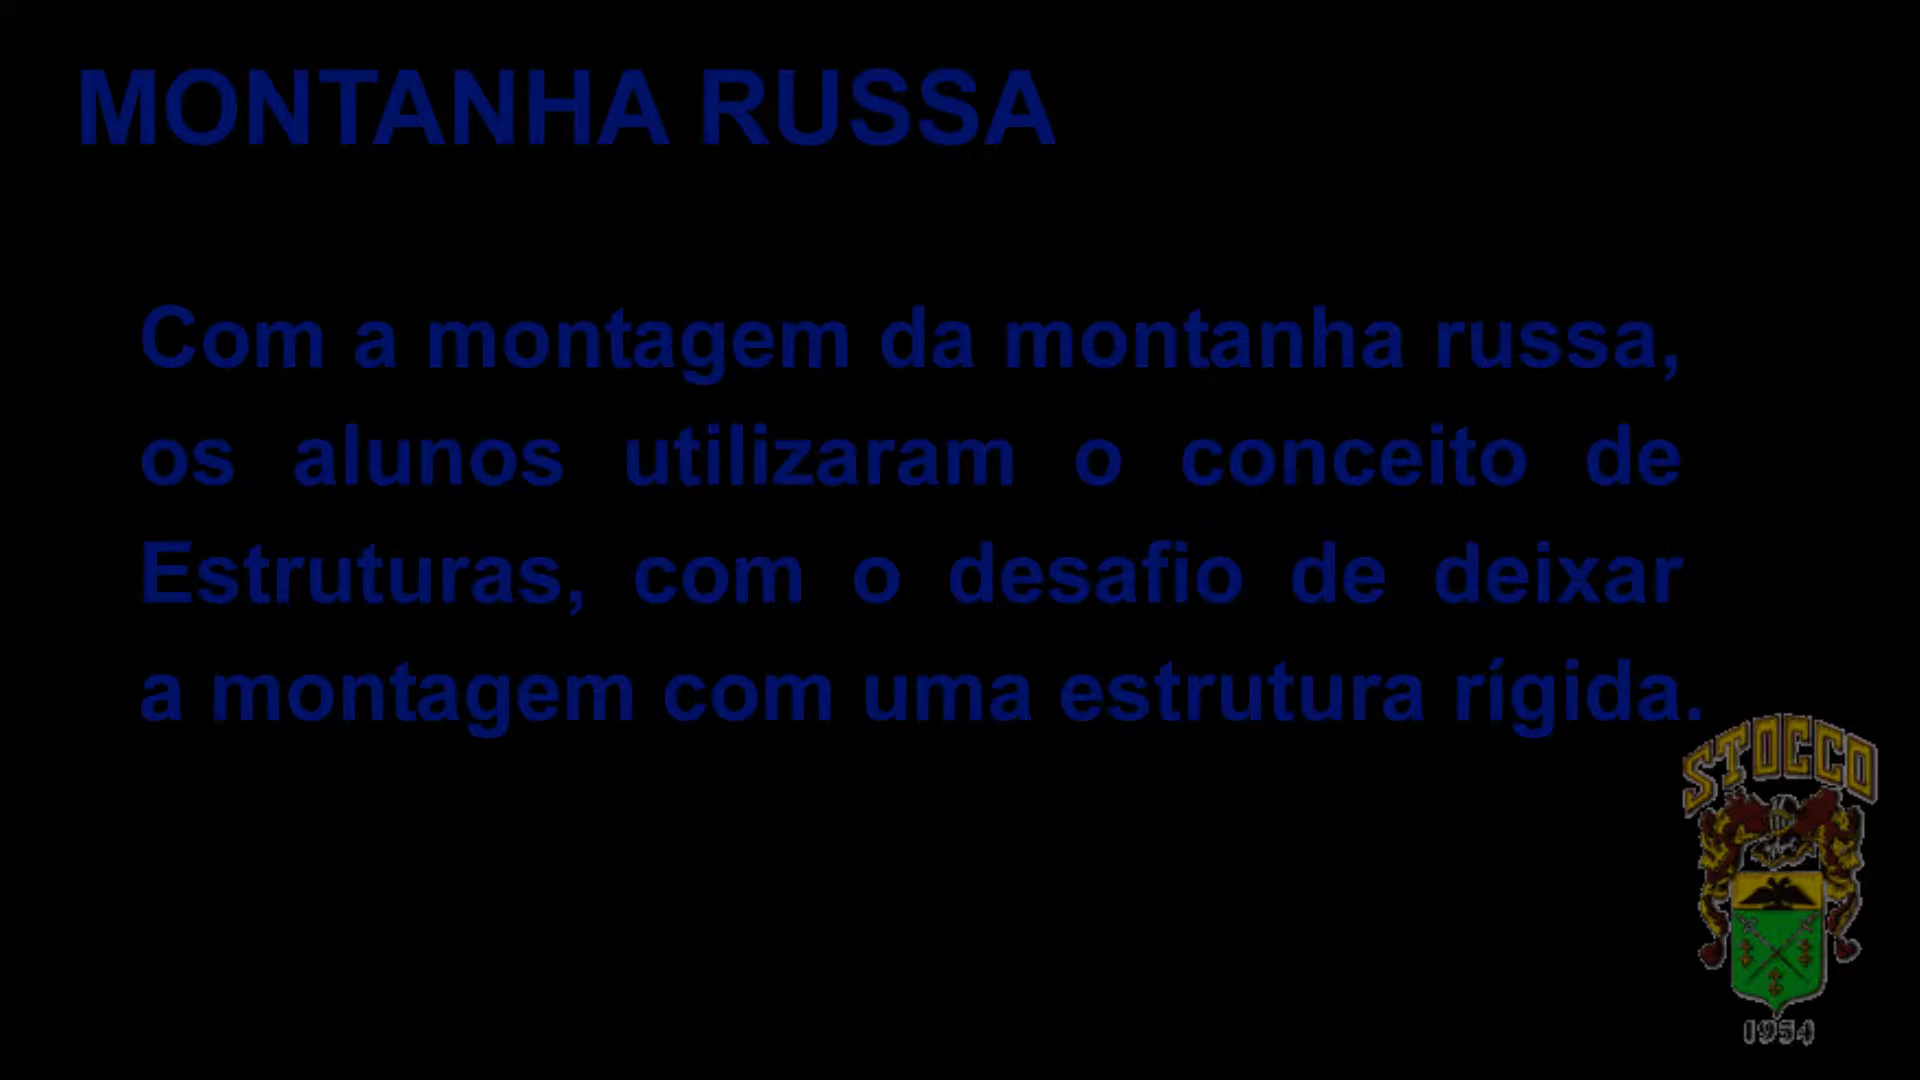 MONTANHA RUSSA
Com a montagem da montanha russa,
os alunos utilizaram o conceito de
Estruturas, com o desafio de deixar
a montagem com uma estrutura rígida.
STOCCO
1954